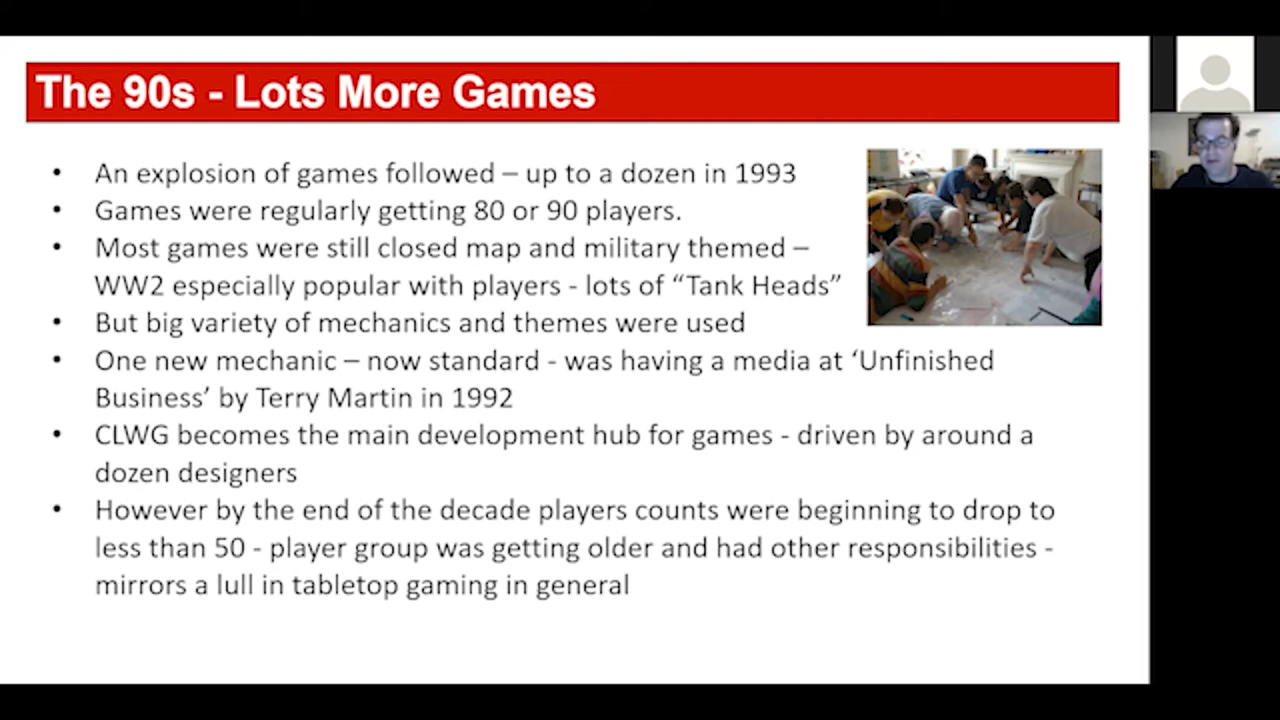 The 90s - Lots More Games
• An explosion of games followed – up to a dozen in 1993
• Games were regularly getting 80 or 90 players.
• Most games were still closed map and military themed –
WW2 especially popular with players - lots of “Tank Heads”
• But big variety of mechanics and themes were used
• One new mechanic – now standard - was having a media at ‘Unfinished
Business’ by Terry Martin in 1992
• CLWG becomes the main development hub for games - driven by around a
dozen designers
• However by the end of the decade players counts were beginning to drop to
less than 50 - player group was getting older and had other responsibilities -
mirrors a lull in tabletop gaming in general